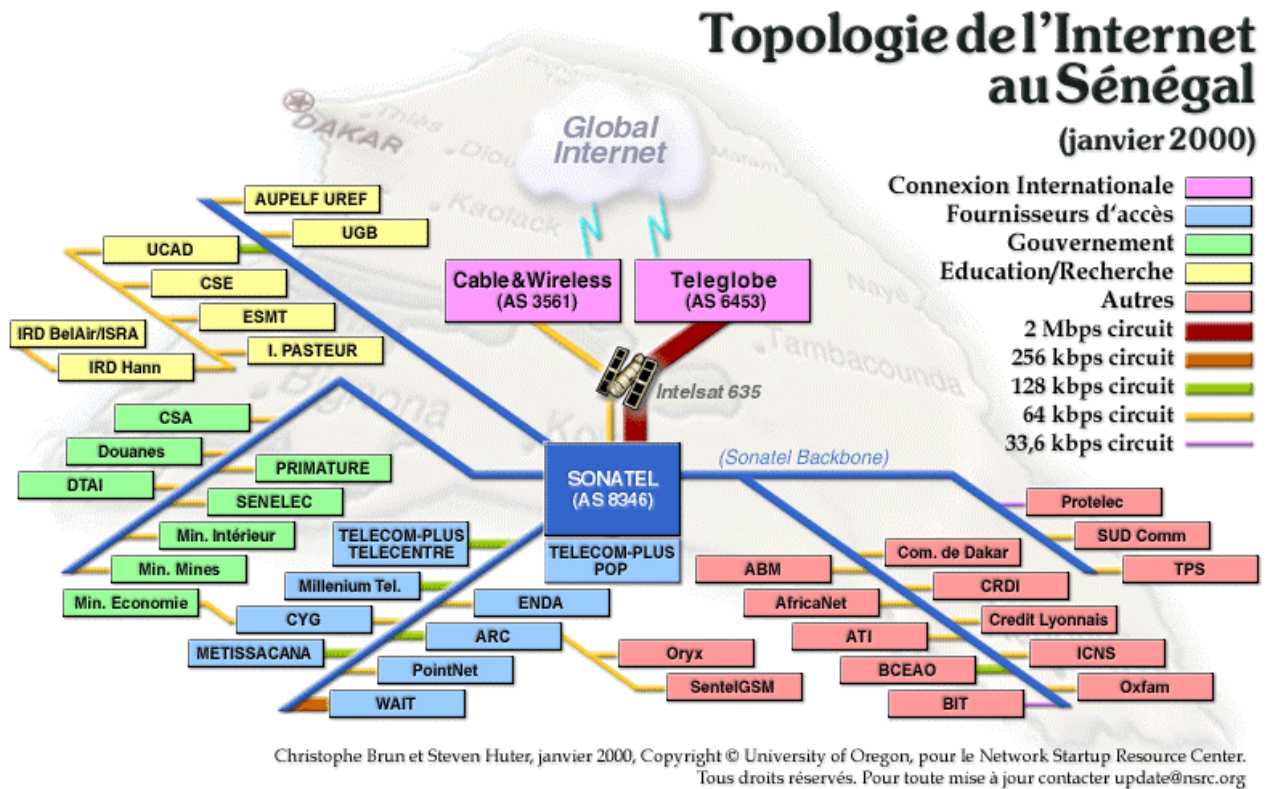 Topologie de l'Internet
au Sénégal
(janvier 2000)
Connexion Internationale
Fournisseurs d'accès
Gouvernement
Education/Recherche
Autres
2 Mbps circuit
256 kbps circuit
128 kbps circuit
64 kbps circuit
33,6 kbps circuit
DAKAR
Thiès
Diou
Kaolack
Matam
Nayé
Tambacounda
Bignona
Ko
Global
Internet
Cable&Wireless
(AS 3561)
Teleglobe
(AS 6453)
Intelsat 635
AUPELF UREF
UGB
UCAD
CSE
ESMT
IRD BelAir/ISRA
I. PASTEUR
IRD Hann
CSA
Douanes
PRIMATURE
DTAI
SENELEC
Min. Intérieur
Min. Mines
Min. Economie
SONATEL
(AS 8346)
(Sonatel Backbone)
TELECOM-PLUS
POP
TELECOM-PLUS
TELECENTRE
Millenium Tel.
ENDA
CYG
ARC
METISSACANA
PointNet
WAIT
Oryx
SentelGSM
Protelec
SUD Comm
TPS
Com. de Dakar
ABM
CRDI
AfricaNet
Credit Lyonnais
ATI
ICNS
BCEAO
Oxfam
BIT
Christophe Brun et Steven Huter, janvier 2000, Copyright © University of Oregon, pour le Network Startup Resource Center.
Tous droits réservés. Pour toute mise à jour contacter update@nsrc.org